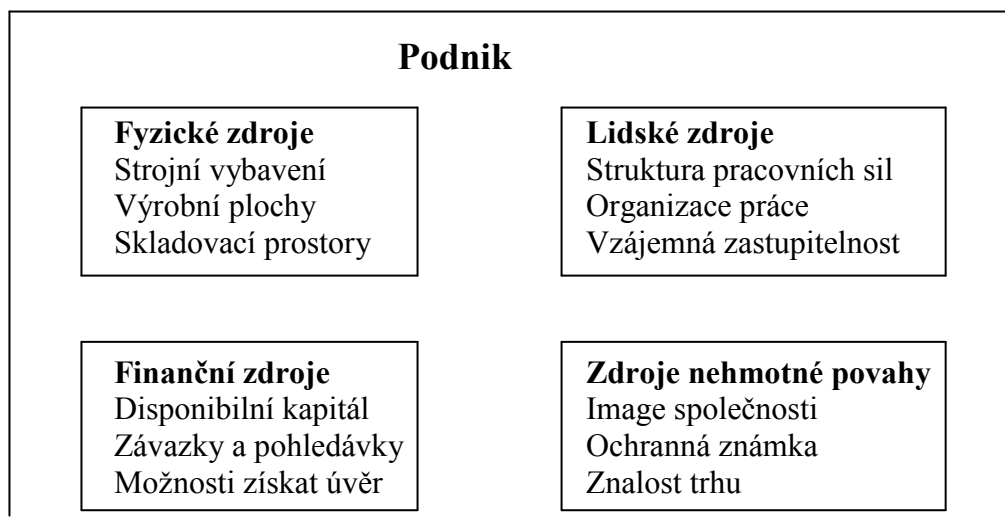 Podnik
Fyzické zdroje
Strojní vybavení
Výrobní plochy
Skladovací prostory
Lidské zdroje
Struktura pracovních sil
Organizace práce
Vzájemná zastupitelnost
Finanční zdroje
Disponibilní kapitál
Závazky a pohledávky
Možnosti získat úvěr
Zdroje nehmotné povahy
Image společnosti
Ochranná známka
Znalost trhu